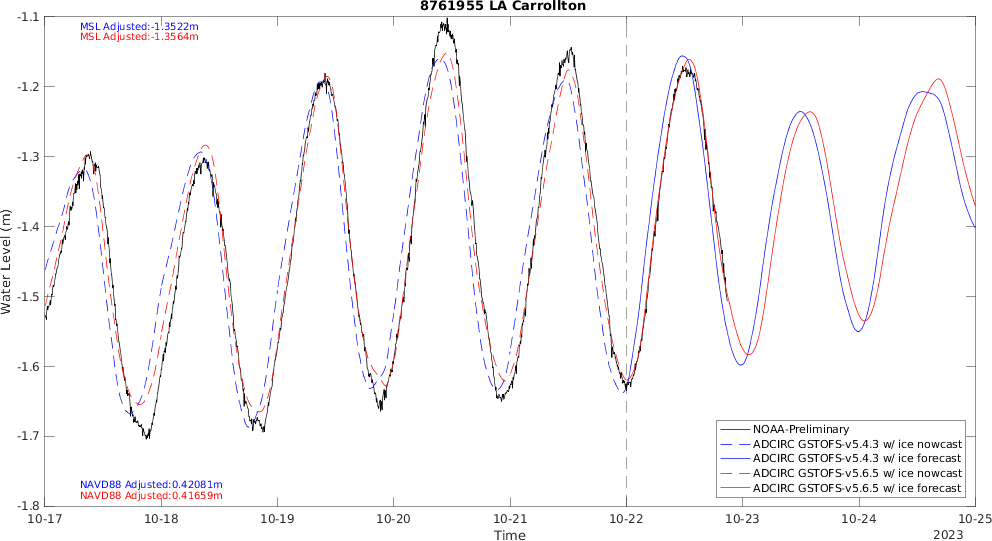 8761955 LA Carrollton
MSL Adjusted:-1.3522m
MSL Adjusted:-1.3564m
-1.1
-1.2
-1.3
-1.4
-1.5
-1.6
-1.7
-1.8
Water Level (m)
NAVD88 Adjusted:0.42081m
NAVD88 Adjusted:0.41659m
NOAA-Preliminary
ADCIRC GSTOFS-v5.4.3 w/ ice nowcast
ADCIRC GSTOFS-v5.4.3 w/ ice forecast
ADCIRC GSTOFS-v5.6.5 w/ ice nowcast
ADCIRC GSTOFS-v5.6.5 w/ ice forecast
10-17 10-18 10-19 10-20 10-21 10-22 10-23 10-24 10-25
Time
2023